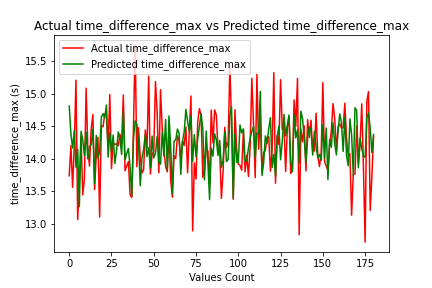 Actual time_difference_max vs Predicted time_difference_max
Actual time_difference_max
Predicted time_difference_max
time_difference_max (s)
15.5
15.0
14.5
14.0
13.5
13.0
0 25 50 75 100 125 150 175
Values Count